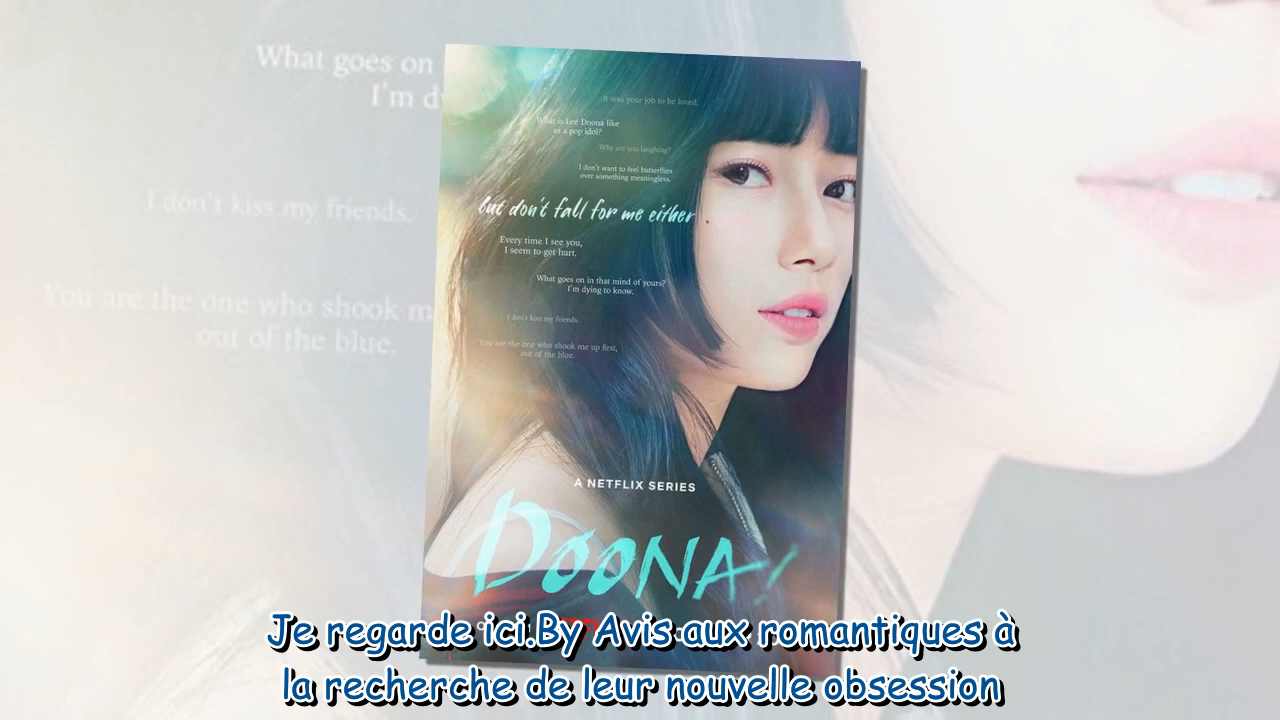 What goes on
I'm d
I don't kiss my friends.
You are the one who shook m
out of the blue.
It was your job to be loved.
What is Lee Doona like
as a pop idol?
Why are you laughing?
I don't want to feel butterflies
over something meaningless.
but don't fall for me either
Every time I see you,
I seem to get hurt.
What goes on in that mind of yours?
I'm dying to know.
I don't kiss my friends.
You are the one who shook me up first,
out of the blue.
A NETFLIX SERIES
DOONA!
Je regarde ici.By Avis aux romantiques à
la recherche de leur nouvelle obsession